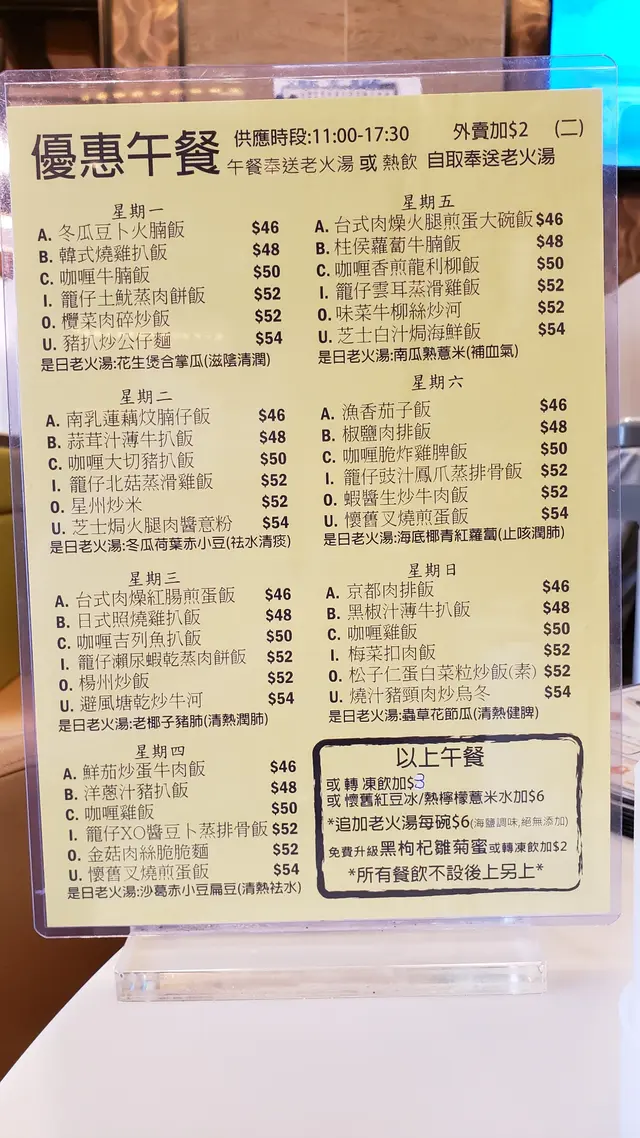 優惠午餐
供應時段:11:00-17:30 外賣加$2 (二)
午餐奉送老火湯 或 熱飲 自取奉送老火湯
星期一
A. 冬瓜豆卜火腩飯 $46
B. 韓式燒雞扒飯 $48
C. 咖喱牛腩飯 $50
I. 籠仔土魷蒸肉餅飯 $52
O. 欖菜肉碎炒飯 $52
U. 豬扒炒公仔麵 $54
是日老火湯:花生煲合掌瓜(滋陰清潤)
星期二
A. 南乳蓮藕炆腩仔飯 $46
B. 蒜茸汁薄牛扒飯 $48
C. 咖喱大切豬扒飯 $50
I. 籠仔北菇蒸滑雞飯 $52
O. 星州炒米 $52
U. 芝士焗火腿肉醬意粉 $54
是日老火湯:冬瓜荷葉赤小豆(祛水清痰)
星期三
A. 台式肉燥紅腸煎蛋飯 $46
B. 日式照燒雞扒飯 $48
C. 咖喱吉列魚扒飯 $50
I. 籠仔瀨尿蝦乾蒸肉餅飯 $52
O. 楊州炒飯 $52
U. 避風塘乾炒牛河 $54
是日老火湯:老椰子豬肺(清熱潤肺)
星期四
A. 鮮茄炒蛋牛肉飯 $46
B. 洋蔥汁豬扒飯 $48
C. 咖喱雞飯 $50
I. 籠仔XO醬豆卜蒸排骨飯 $52
O. 金菇肉絲脆脆麵 $52
U. 懷舊叉燒煎蛋飯 $54
是日老火湯:沙葛赤小豆扁豆(清熱祛水)
星期五
A. 台式肉燥火腿煎蛋大碗飯 $46
B. 柱侯蘿蔔牛腩飯 $48
C. 咖喱香煎龍利柳飯 $50
I. 籠仔雲耳蒸滑雞飯 $52
O. 味菜牛柳絲炒河 $52
U. 芝士白汁焗海鮮飯 $54
是日老火湯:南瓜熟薏米(補血氣)
星期六
A. 漁香茄子飯 $46
B. 椒鹽肉排飯 $48
C. 咖喱脆炸雞脾飯 $50
I. 籠仔豉汁鳳爪蒸排骨飯 $52
O. 蝦醬生炒牛肉飯 $52
U. 懷舊叉燒煎蛋飯 $54
是日老火湯:海底椰青紅蘿蔔(止咳潤肺)
星期日
A. 京都肉排飯 $46
B. 黑椒汁薄牛扒飯 $48
C. 咖喱雞飯 $50
I. 梅菜扣肉飯 $52
O. 松子仁蛋白菜粒炒飯(素) $52
U. 燒汁豬頸肉炒烏冬 $54
是日老火湯:蟲草花節瓜(清熱健脾)
以上午餐
或 轉 凍飲加$3
或 懷舊紅豆冰/熱檸檬薏米水加$6
*追加老火湯每碗$6(海鹽調味,絕無添加)
免費升級黑枸杞雛菊蜜或轉凍飲加$2
*所有餐飲不設後上另上*